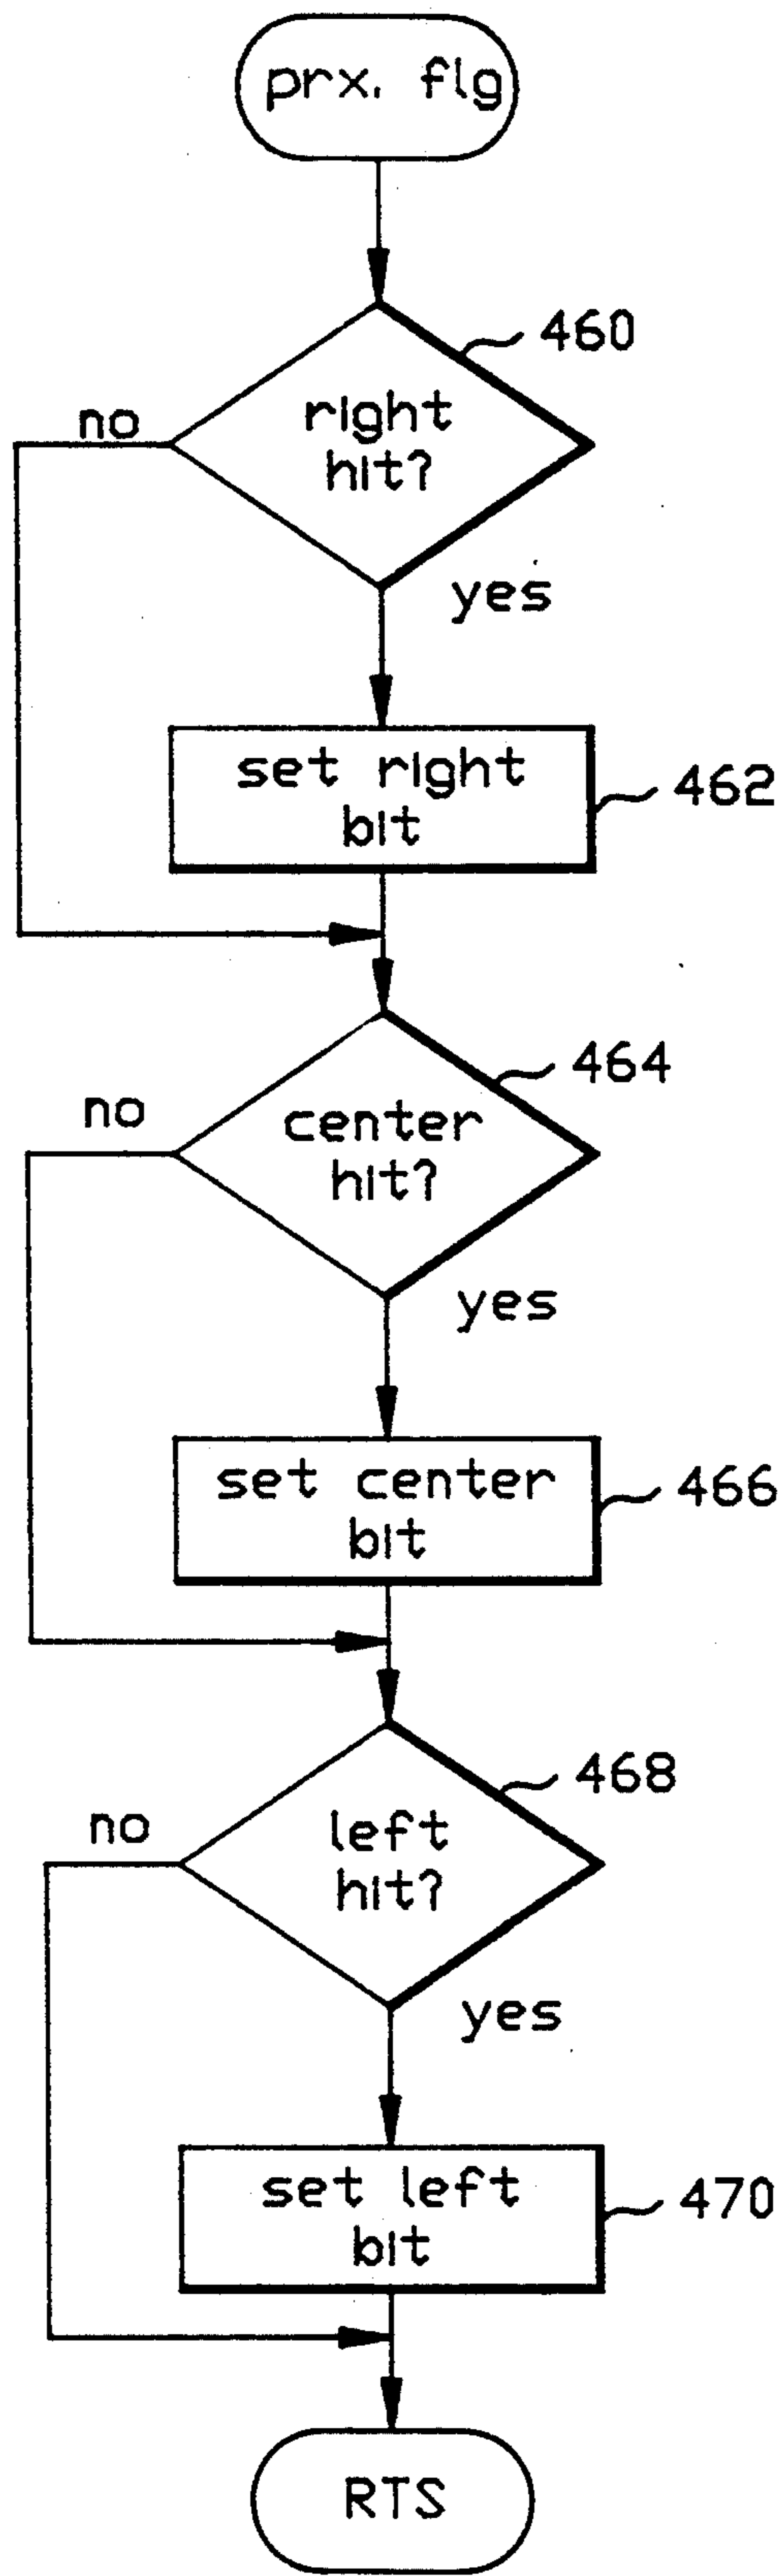 prx. flg
460
right
hit?
no
yes
set right
bit
462
464
center
hit?
no
yes
set center
bit
466
468
left
hit?
no
yes
set left
bit
470
RTS